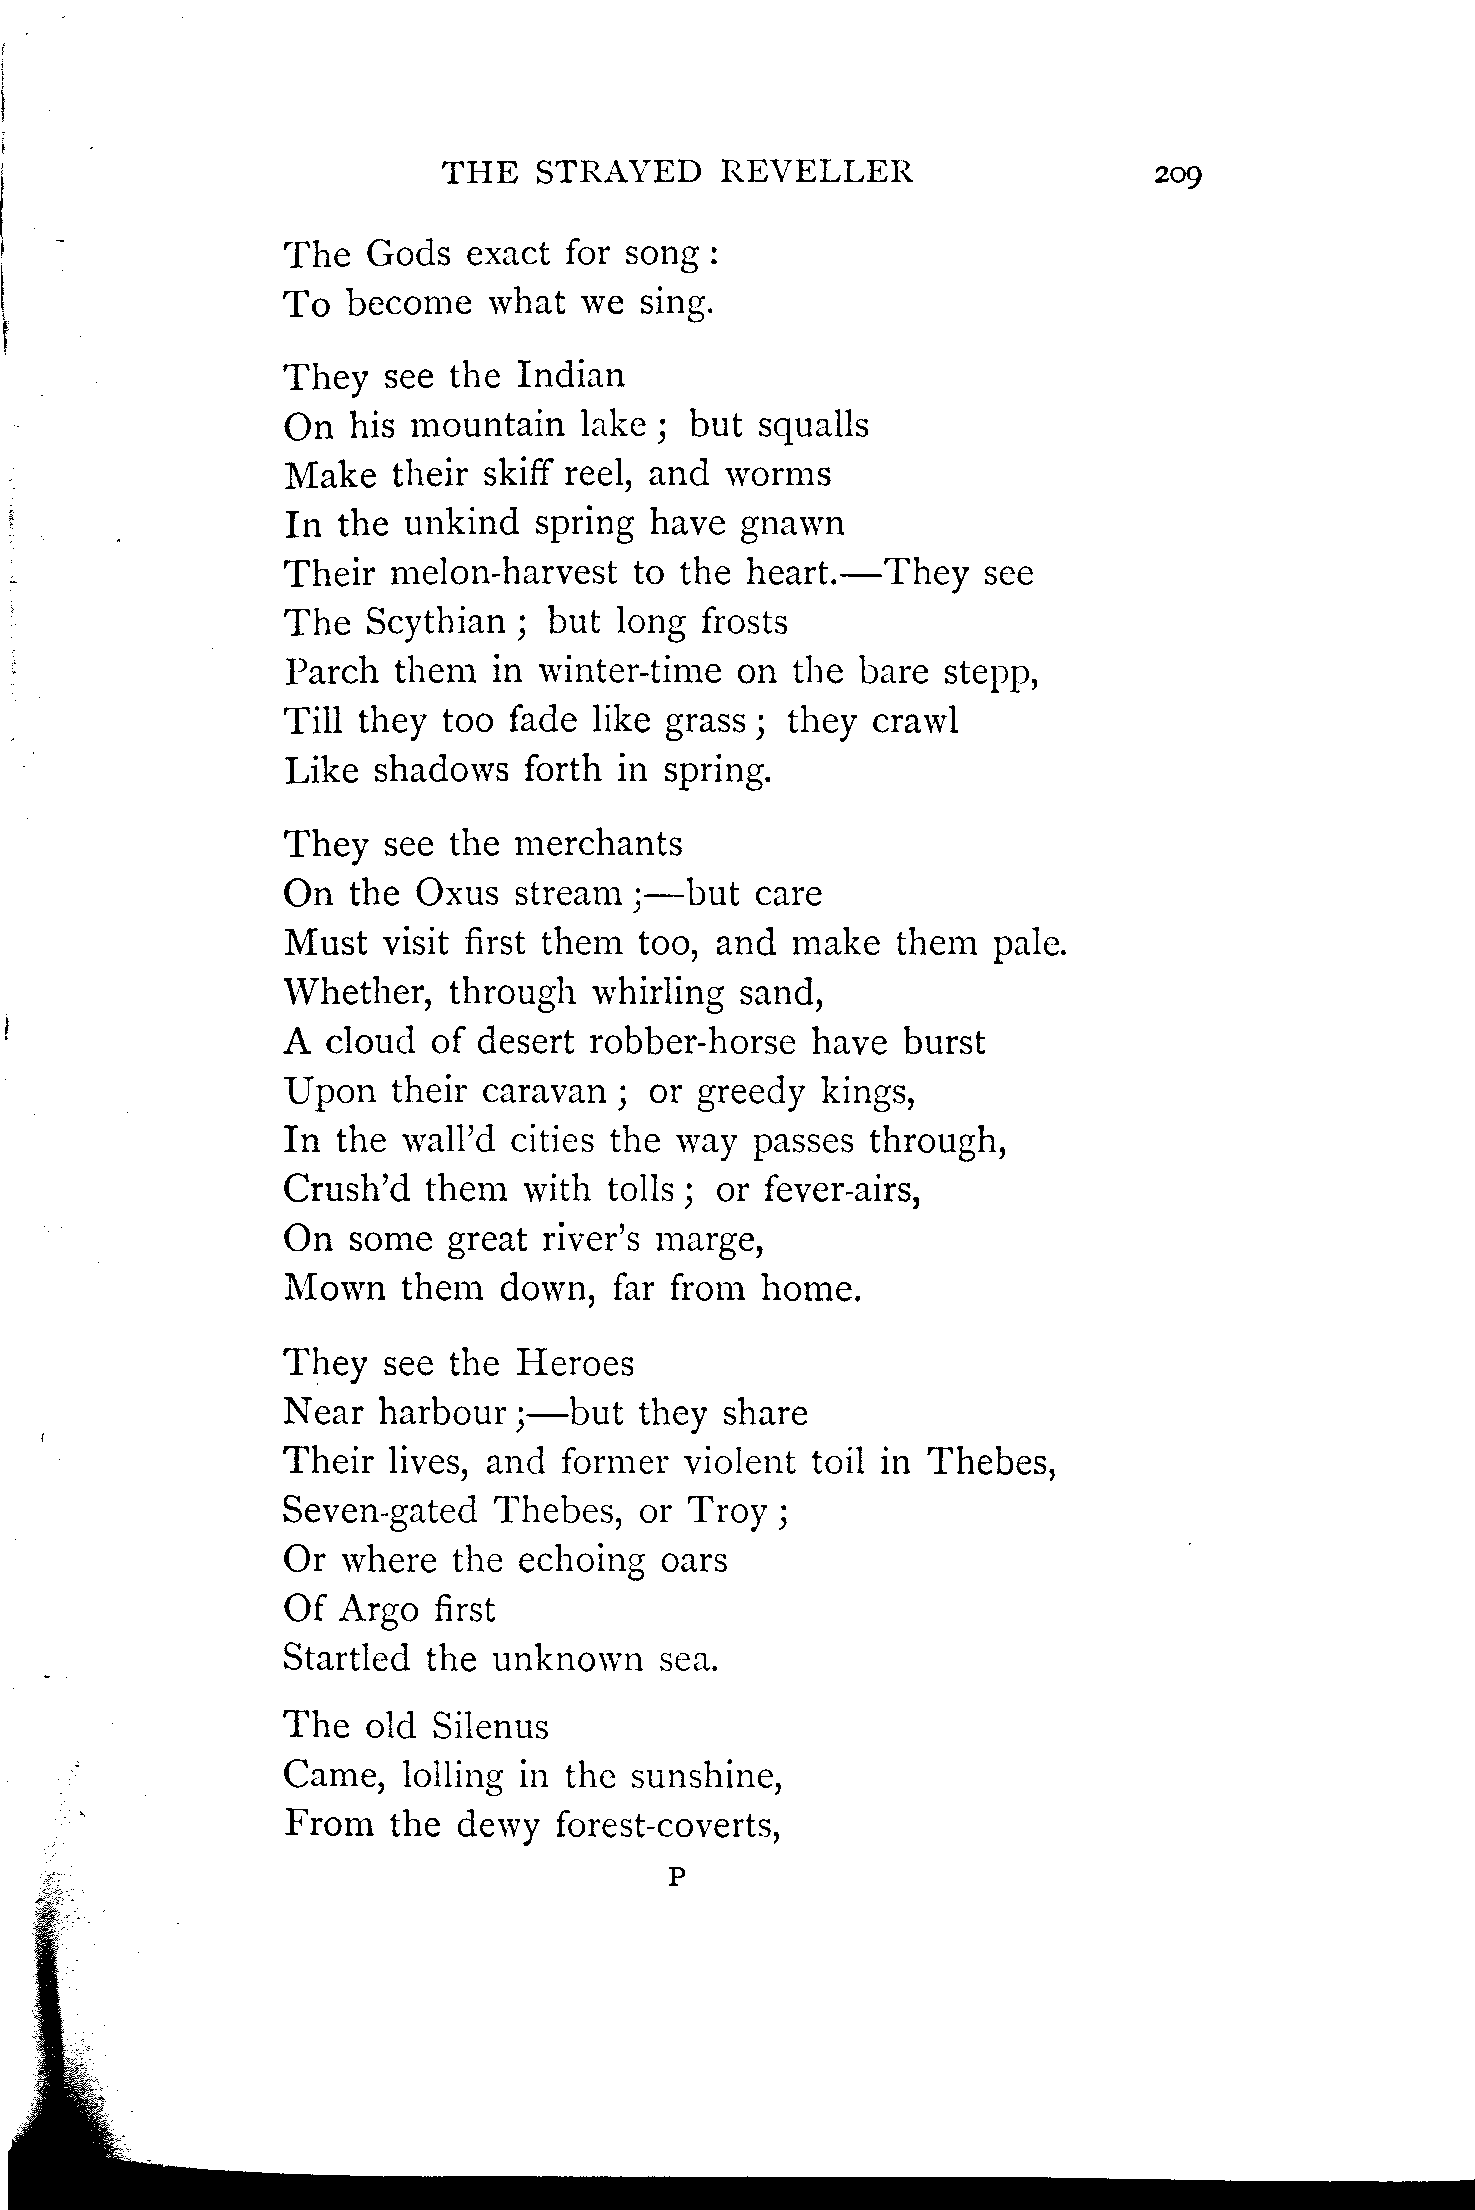 THE STRAYED REVELLER 209
The Gods exact for song :
To become what we sing.
They see the Indian
On his mountain lake ; but squalls
Make their skiff reel, and worms
In the unkind spring have gnawn
Their melon-harvest to the heart.—They see
The Scythian ; but long frosts
Parch them in winter-time on the bare stepp,
Till they too fade like grass ; they crawl
Like shadows forth in spring.
They see the merchants
On the Oxus stream ;—but care
Must visit first them too, and make them pale.
Whether, through whirling sand,
A cloud of desert robber-horse have burst
Upon their caravan ; or greedy kings,
In the wall'd cities the way passes through,
Crush'd them with tolls ; or fever-airs,
On some great river's marge,
Mown them down, far from home.
They see the Heroes
Near harbour ;—but they share
Their lives, and former violent toil in Thebes,
Seven-gated Thebes, or Troy ;
Or where the echoing oars
Of Argo first
Startled the unknown sea.
The old Silenus
Came, lolling in the sunshine,
From the dewy forest-coverts,
P